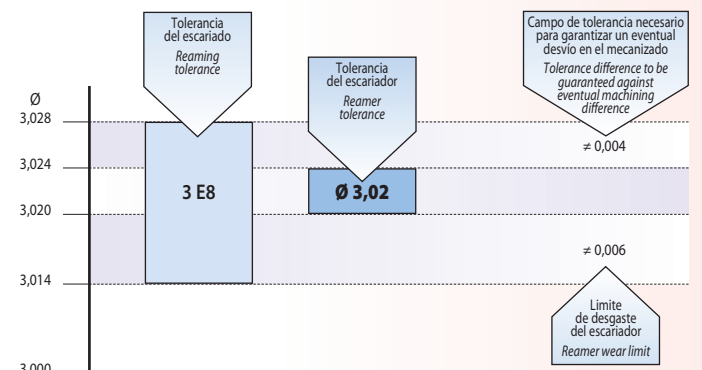 Tolerancia
del escariado
Reaming
tolerance
Tolerancia
del escariador
Reamer
tolerance
Campo de tolerancia necesario
para garantizar un eventual
desvío en el mecanizado
Tolerance difference to be
guaranteed against
eventual machining
difference
Ø
3,028
3,024
3,020
3,014
3,000
3 E8
Ø 3,02
≠ 0,004
≠ 0,006
Limite
de desgaste
del escariador
Reamer wear limit